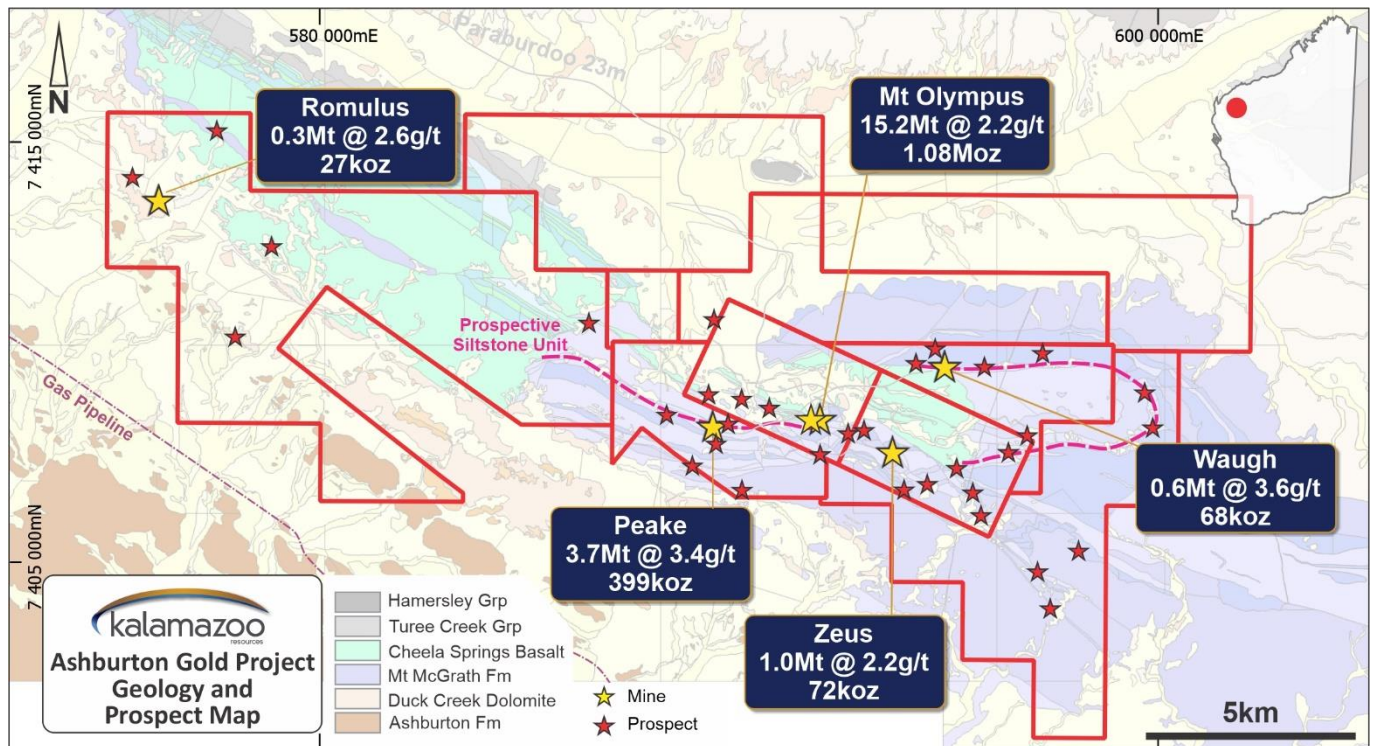 580 000mE
600 000mE
Paraburdoo 23m
N
7 415 000mN
7 405 000mN
Romulus
0.3Mt @ 2.6g/t
27koz
Mt Olympus
15.2Mt @ 2.2g/t
1.08Moz
Prospective
Siltstone Unit
Gas Pipeline
Waugh
0.6Mt @ 3.6g/t
68koz
Peake
3.7Mt @ 3.4g/t
399koz
Zeus
1.0Mt @ 2.2g/t
72koz
kalamazoo
resources
Ashburton Gold Project
Geology and
Prospect Map
Hamersley Grp
Turee Creek Grp
Cheela Springs Basalt
Mt McGrath Fm
Duck Creek Dolomite
Ashburton Fm
Mine
Prospect
5km